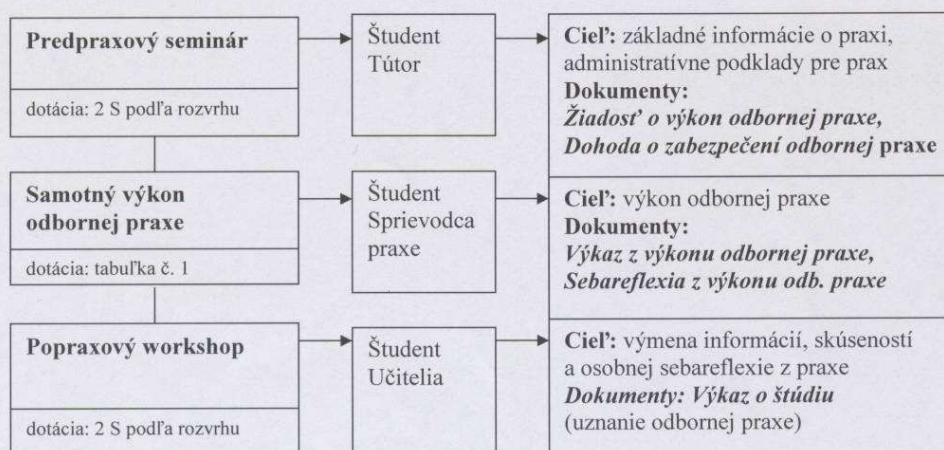 Predpraxový seminár
dotácia: 2 S podľa rozvrhu
Študent
Tútor
Cieľ: základné informácie o praxi,
administratívne podklady pre prax
Dokumenty:
Žiadosť o výkon odbornej praxe,
Dohoda o zabezpečení odbornej praxe
Samotný výkon
odbornej praxe
dotácia: tabuľka č. 1
Študent
Sprievodca
praxe
Cieľ: výkon odbornej praxe
Dokumenty:
Výkaz z výkonu odbornej praxe,
Sebareflexia z výkonu odb. praxe
Popraxový workshop
dotácia: 2 S podľa rozvrhu
Študent
Učitelia
Cieľ: výmena informácií, skúseností
a osobnej sebareflexie z praxe
Dokumenty: Výkaz o štúdiu
(uznanie odbornej praxe)